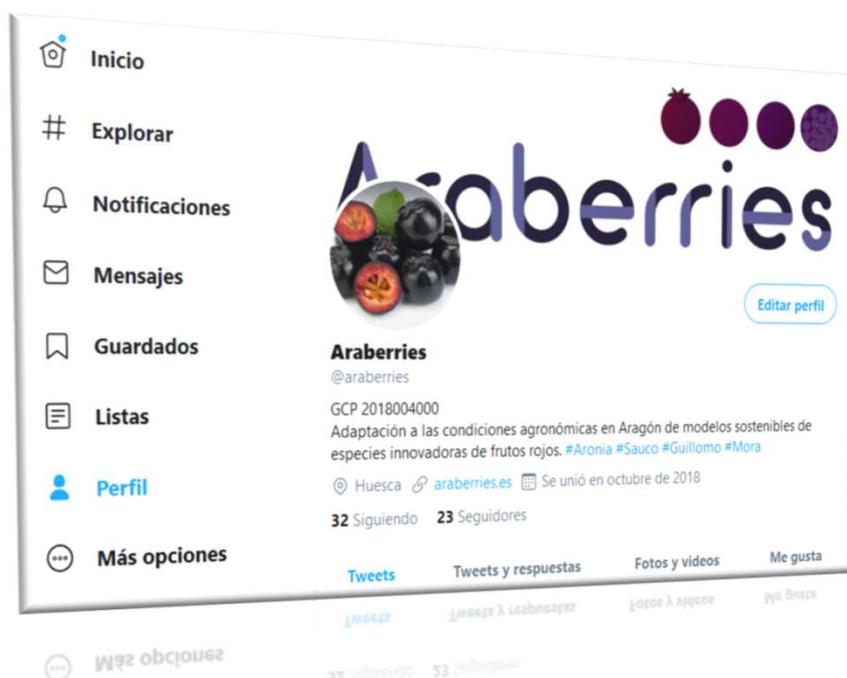 Inicio
Explorar
Notificaciones
Mensajes
Guardados
Listas
Perfil
Más opciones
Araberries
Editar perfil
Araberries
@araberries
GCP 2018004000
Adaptación a las condiciones agronómicas en Aragón de modelos sostenibles de
especies innovadoras de frutos rojos. #Aronia #Sauco #Guillomo #Mora
Huesca araberries.es Se unió en octubre de 2018
32 Siguiendo 23 Seguidores
Tweets Tweets y respuestas Fotos y videos Me gusta